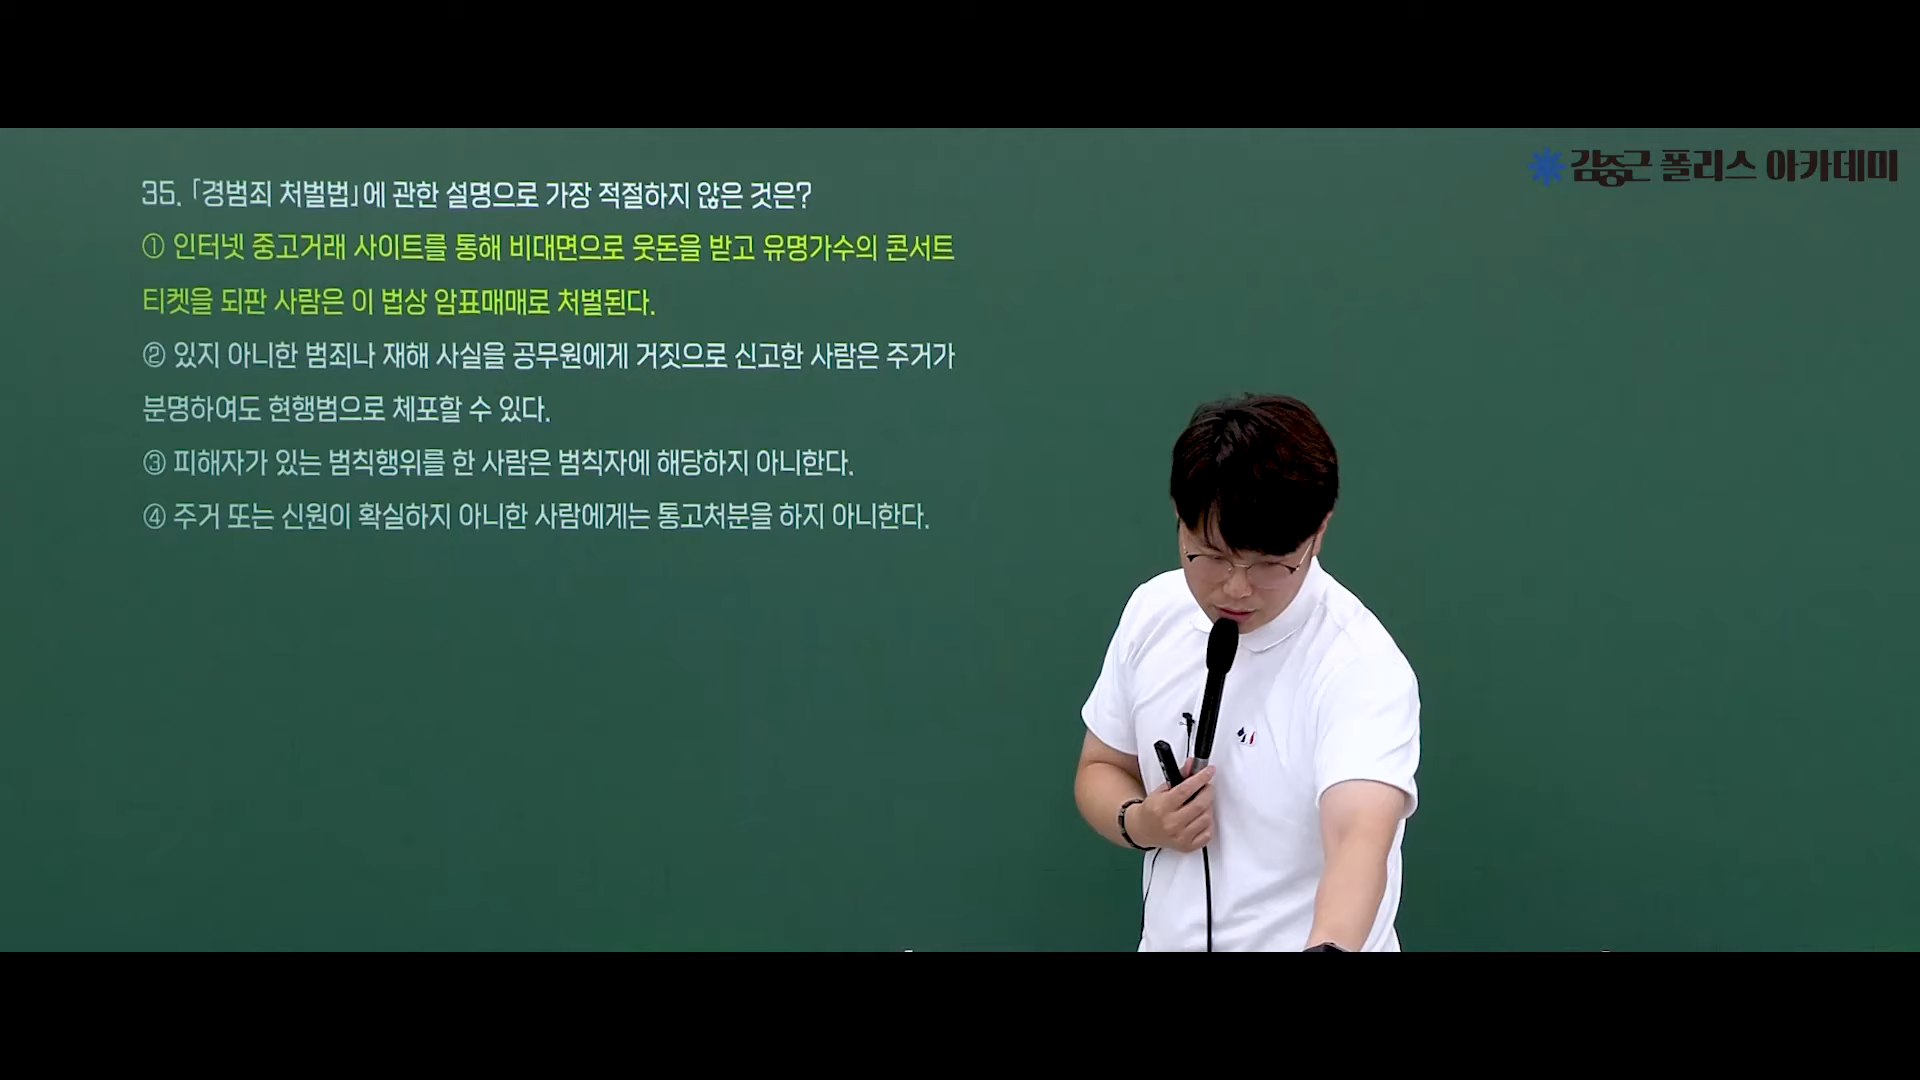 김중근 폴리스 아카데미
35. 「경범죄 처벌법」에 관한 설명으로 가장 적절하지 않은 것은?
① 인터넷 중고거래 사이트를 통해 비대면으로 웃돈을 받고 유명가수의 콘서트
티켓을 되판 사람은 이 법상 암표매매로 처벌된다.
② 있지 아니한 범죄나 재해 사실을 공무원에게 거짓으로 신고한 사람은 주거가
분명하여도 현행범으로 체포할 수 있다.
③ 피해자가 있는 범칙행위를 한 사람은 범칙자에 해당하지 아니한다.
④ 주거 또는 신원이 확실하지 아니한 사람에게는 통고처분을 하지 아니한다.